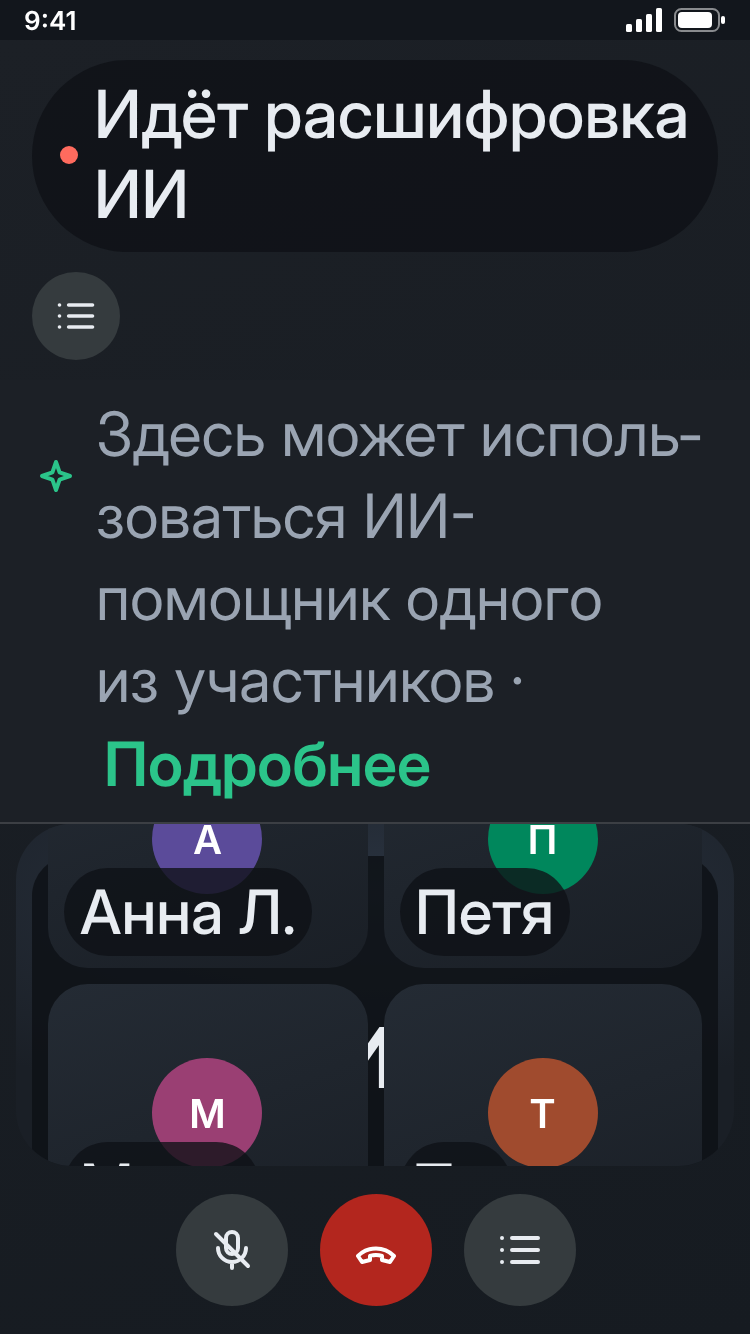 9:41
Идёт расшифровка
ИИ
Здесь может исполь-
зоваться ИИ-
помощник одного
из участников ·
Подробнее
А
П
Анна Л.
Петя
М
Т